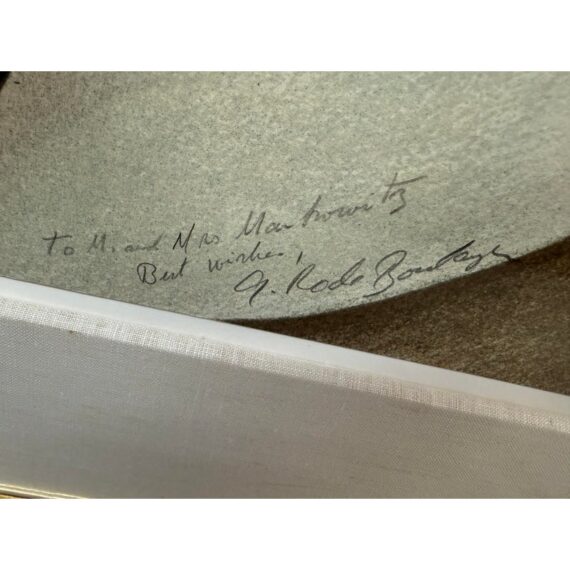 To M. and Mrs Markowitz
Best wishes,
G. Rode Boulanger